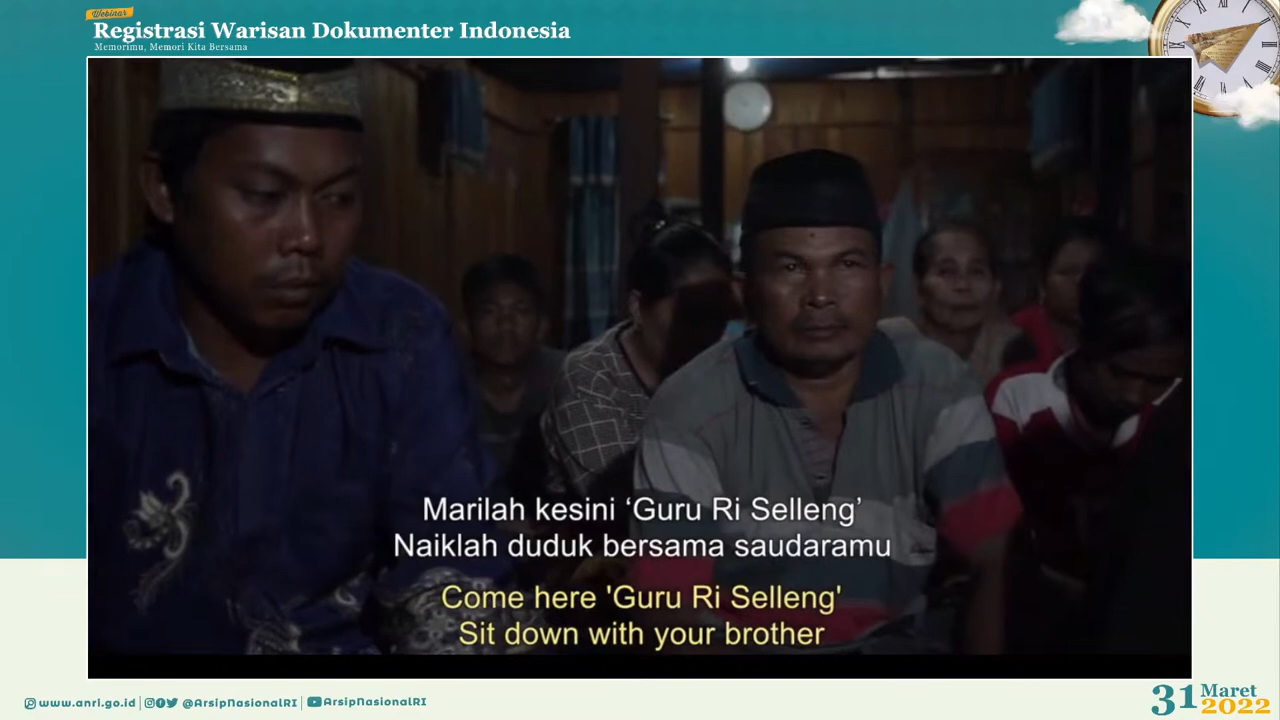 Webinar
Registrasi Warisan Dokumenter Indonesia
Memorimu, Memori Kita Bersama
Marilah kesini ‘Guru Ri Selleng’
Naiklah duduk bersama saudaramu
Come here 'Guru Ri Selleng'
Sit down with your brother
www.anri.go.id | @ArsipNasionalRI | ArsipNasionalRI
31 Maret
2022